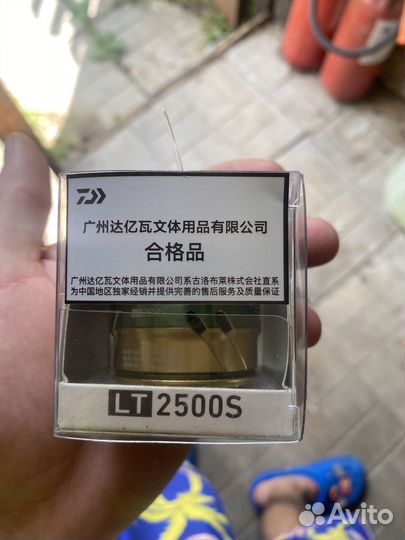 广州达亿瓦文体用品有限公司
合格品
广州达亿瓦文体用品有限公司系古洛布莱株式会社直系
为中国地区独家经销并提供完善的售后服务及质量保证
LT 2500S
Avito